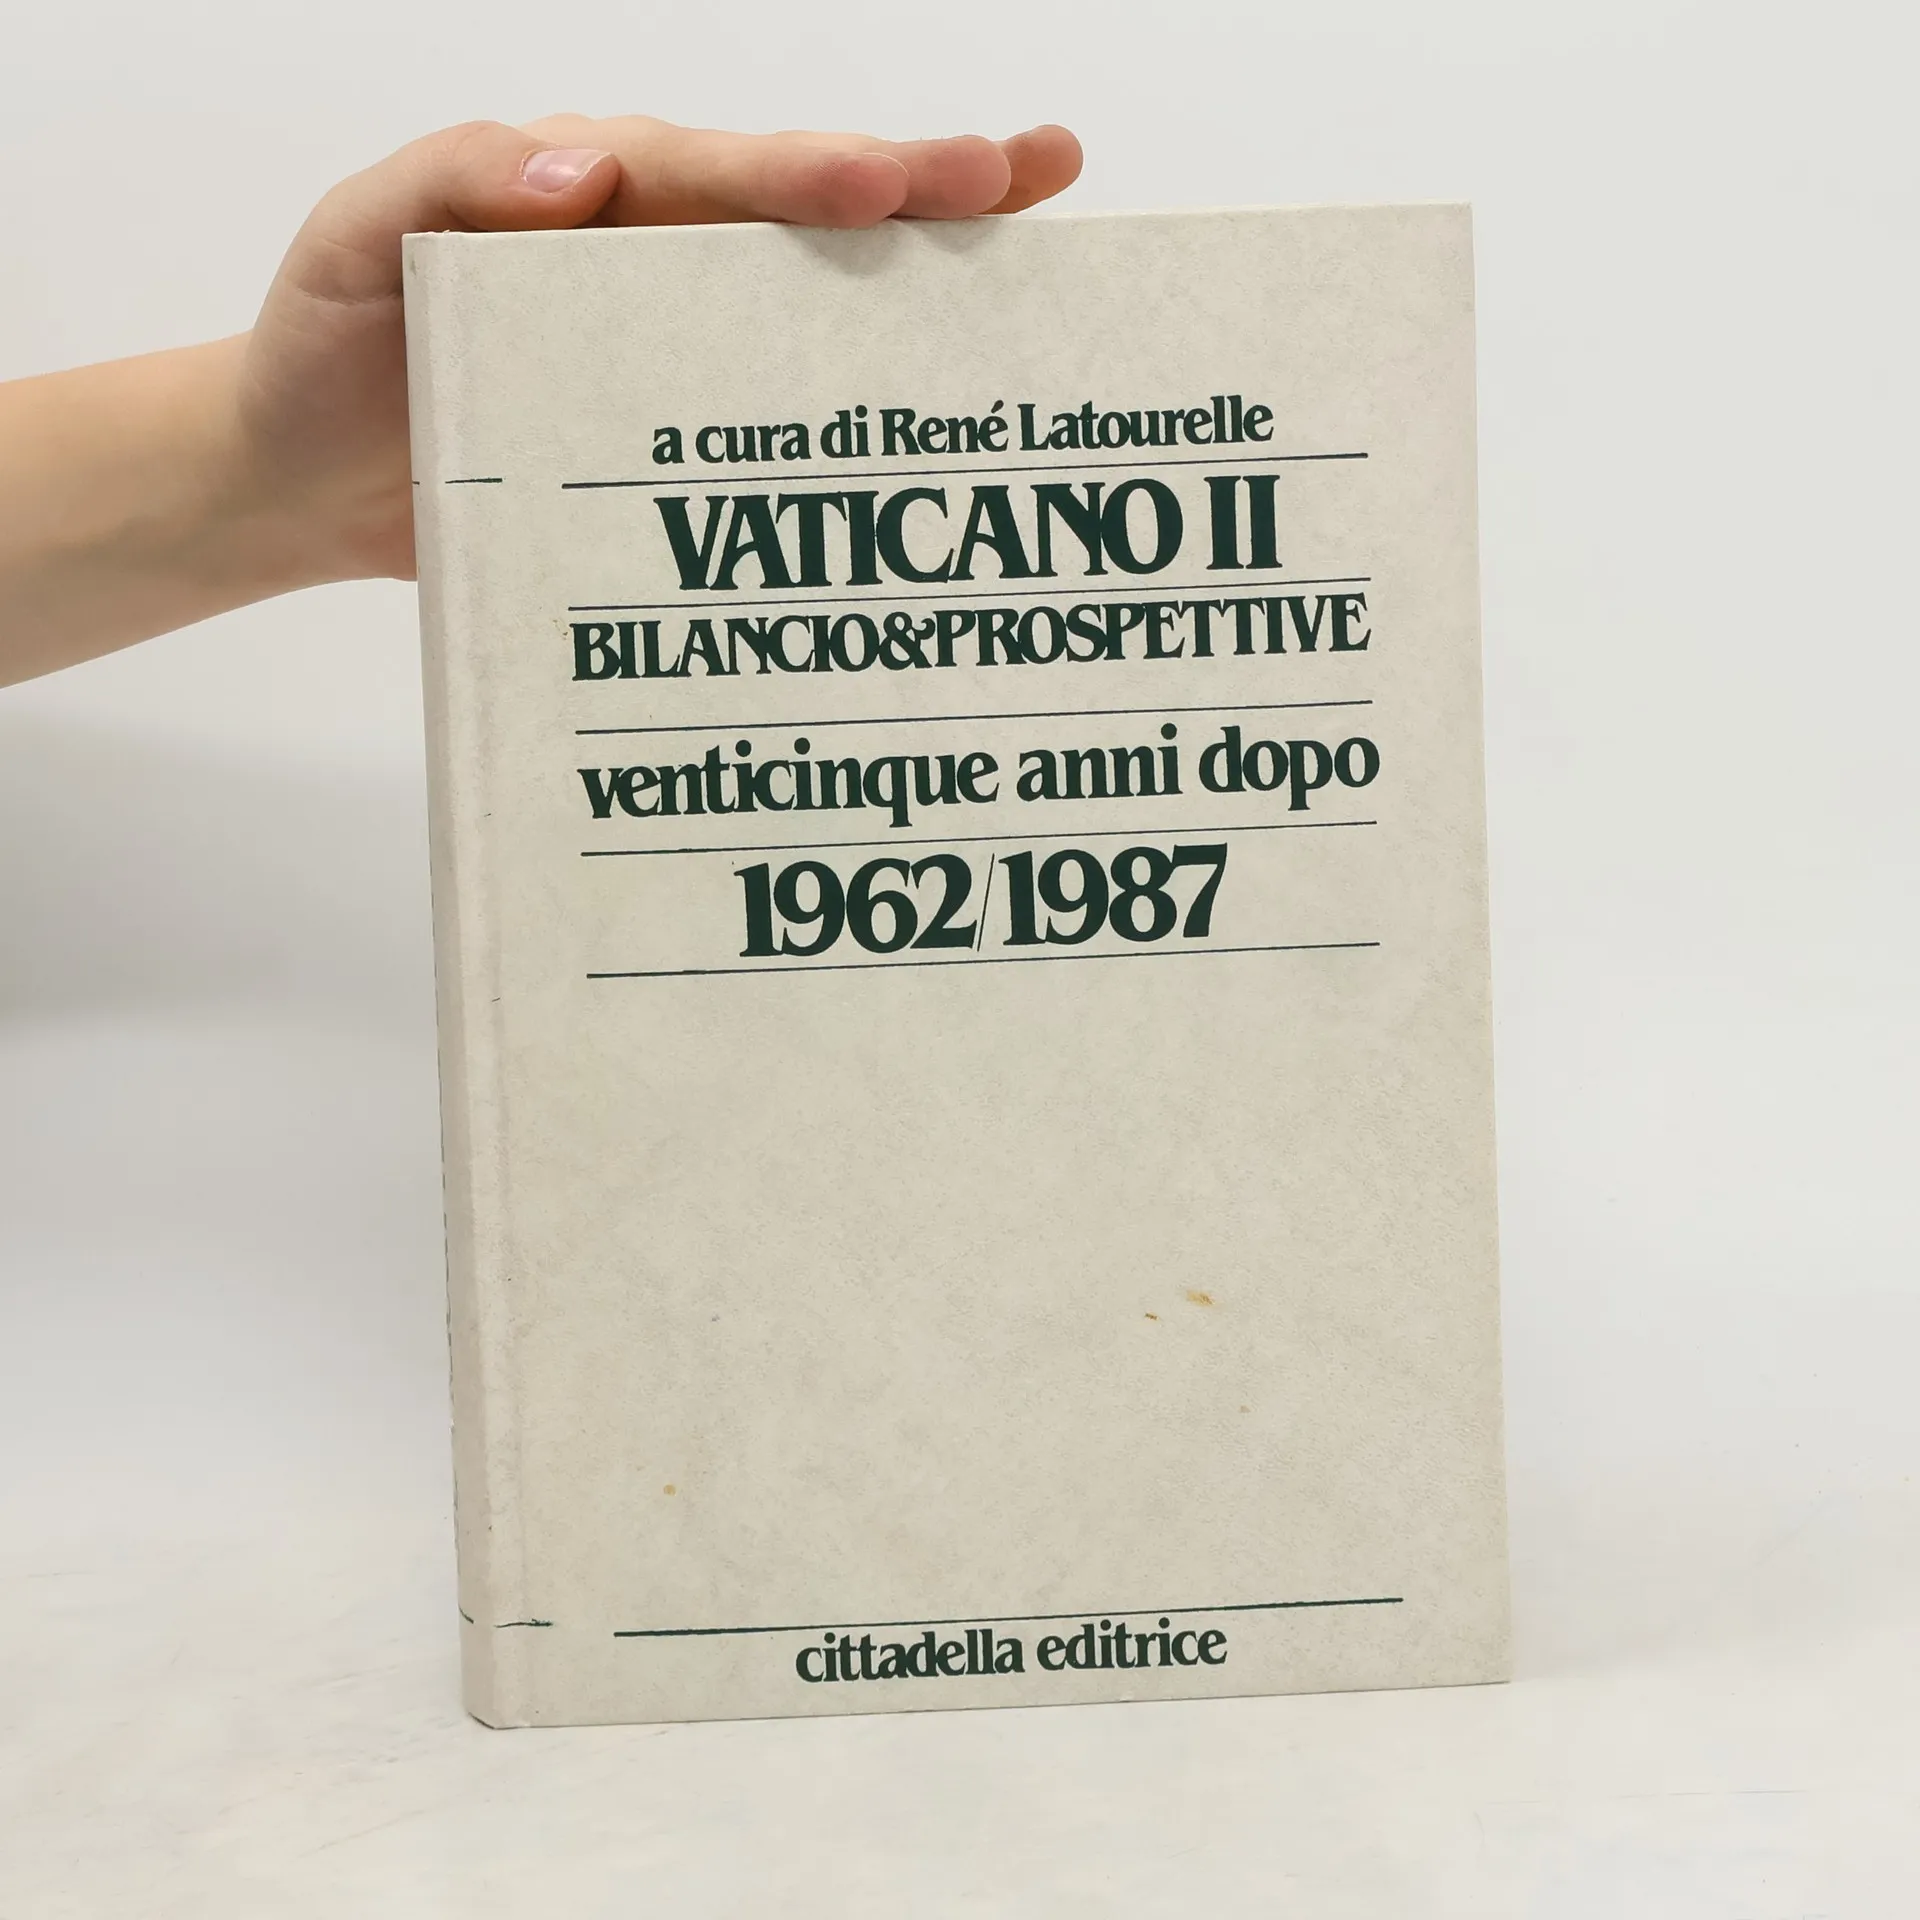 a cura di René Latourelle
VATICANO II
BILANCIO&PROSPETTIVE
venticinque anni dopo
1962/1987
cittadella editrice